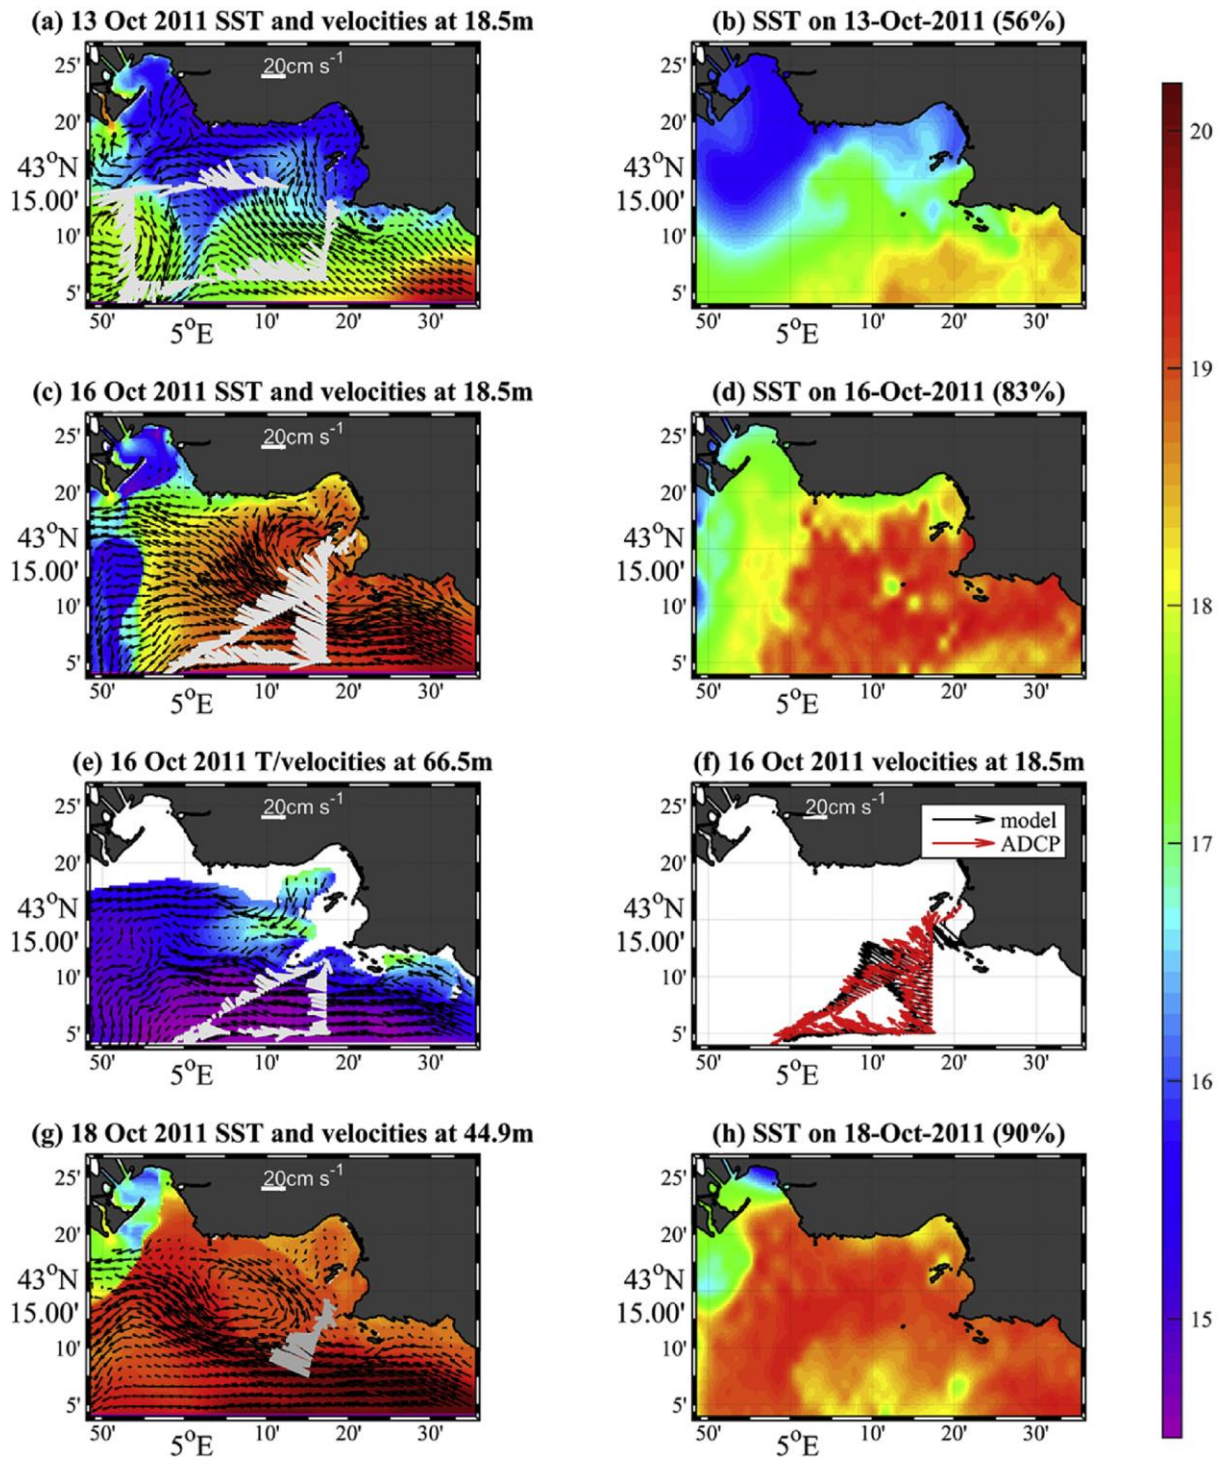 (a) 13 Oct 2011 SST and velocities at 18.5m
(b) SST on 13-Oct-2011 (56%)
20cm s⁻¹
25'
20'
43°N
15.00'
10'
5'
50'
5°E
10'
20'
30'
25'
20'
43°N
15.00'
10'
5'
50'
5°E
10'
20'
30'
(c) 16 Oct 2011 SST and velocities at 18.5m
(d) SST on 16-Oct-2011 (83%)
20cm s⁻¹
25'
20'
43°N
15.00'
10'
5'
50'
5°E
10'
20'
30'
25'
20'
43°N
15.00'
10'
5'
50'
5°E
10'
20'
30'
(e) 16 Oct 2011 T/velocities at 66.5m
(f) 16 Oct 2011 velocities at 18.5m
20cm s⁻¹
25'
20'
43°N
15.00'
10'
5'
50'
5°E
10'
20'
30'
20cm s⁻¹
model
ADCP
25'
20'
43°N
15.00'
10'
5'
50'
5°E
10'
20'
30'
(g) 18 Oct 2011 SST and velocities at 44.9m
(h) SST on 18-Oct-2011 (90%)
20cm s⁻¹
25'
20'
43°N
15.00'
10'
5'
50'
5°E
10'
20'
30'
25'
20'
43°N
15.00'
10'
5'
50'
5°E
10'
20'
30'
20
19
18
17
16
15